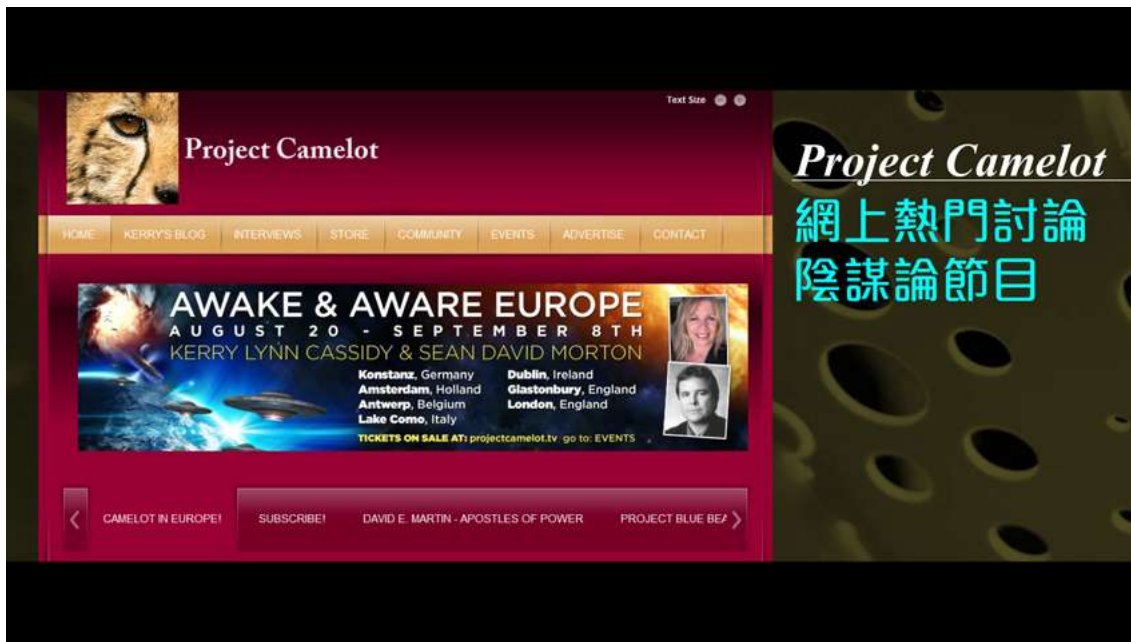 Text Size
Project Camelot
HOME KERRY'S BLOG INTERVIEWS STORE COMMUNITY EVENTS ADVERTISE CONTACT
AWAKE & AWARE EUROPE
AUGUST 20 - SEPTEMBER 8TH
KERRY LYNN CASSIDY & SEAN DAVID MORTON
Konstanz, Germany Dublin, Ireland
Amsterdam, Holland Glastonbury, England
Antwerp, Belgium London, England
Lake Como, Italy
TICKETS ON SALE AT: projectcamelot.tv go to: EVENTS
CAMELOT IN EUROPE! SUBSCRIBE! DAVID E. MARTIN - APOSTLES OF POWER PROJECT BLUE BEA
Project Camelot
網上熱門討論
陰謀論節目